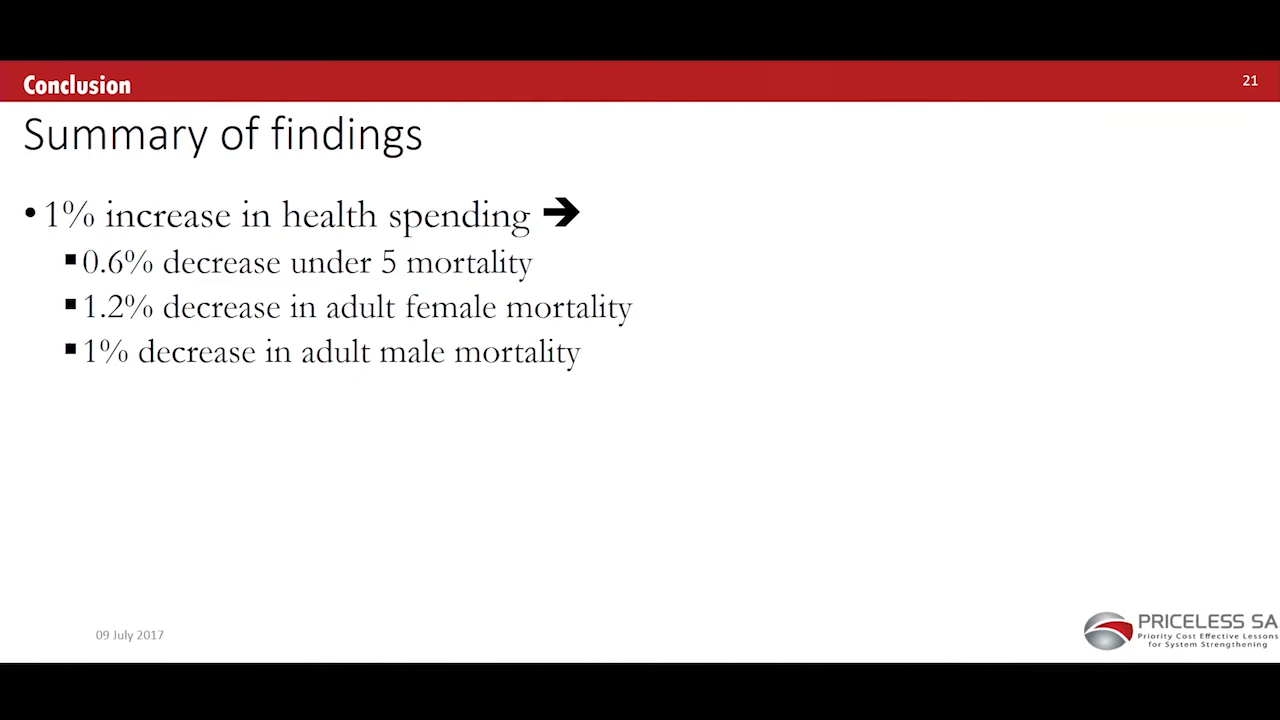 Conclusion
21
Summary of findings
• 1% increase in health spending ➔
▪ 0.6% decrease under 5 mortality
▪ 1.2% decrease in adult female mortality
▪ 1% decrease in adult male mortality
09 July 2017
PRICELESS SA
Priority Cost Effective Lessons
for System Strengthening